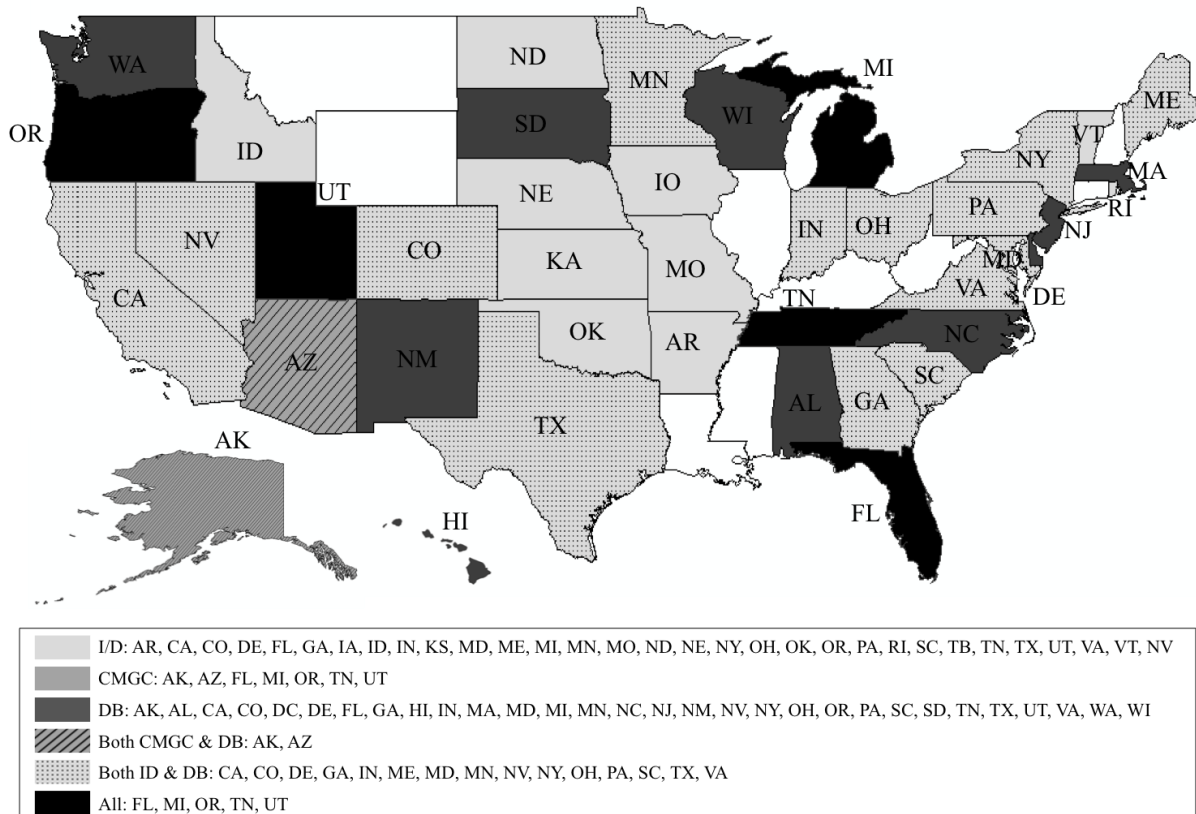 WA
ND
MN
MI
ME
OR
ID
SD
WI
VT
NY
MA
UT
NE
IO
PA
RI
NV
CO
IN
OH
NJ
CA
KA
MO
MD
VA
DE
AZ
NM
OK
AR
TN
NC
SC
TX
AL
GA
AK
HI
FL
I/D: AR, CA, CO, DE, FL, GA, IA, ID, IN, KS, MD, ME, MI, MN, MO, ND, NE, NY, OH, OK, OR, PA, RI, SC, TB, TN, TX, UT, VA, VT, NV
CMGC: AK, AZ, FL, MI, OR, TN, UT
DB: AK, AL, CA, CO, DC, DE, FL, GA, HI, IN, MA, MD, MI, MN, NC, NJ, NM, NV, NY, OH, OR, PA, SC, SD, TN, TX, UT, VA, WA, WI
Both CMGC & DB: AK, AZ
Both ID & DB: CA, CO, DE, GA, IN, ME, MD, MN, NV, NY, OH, PA, SC, TX, VA
All: FL, MI, OR, TN, UT